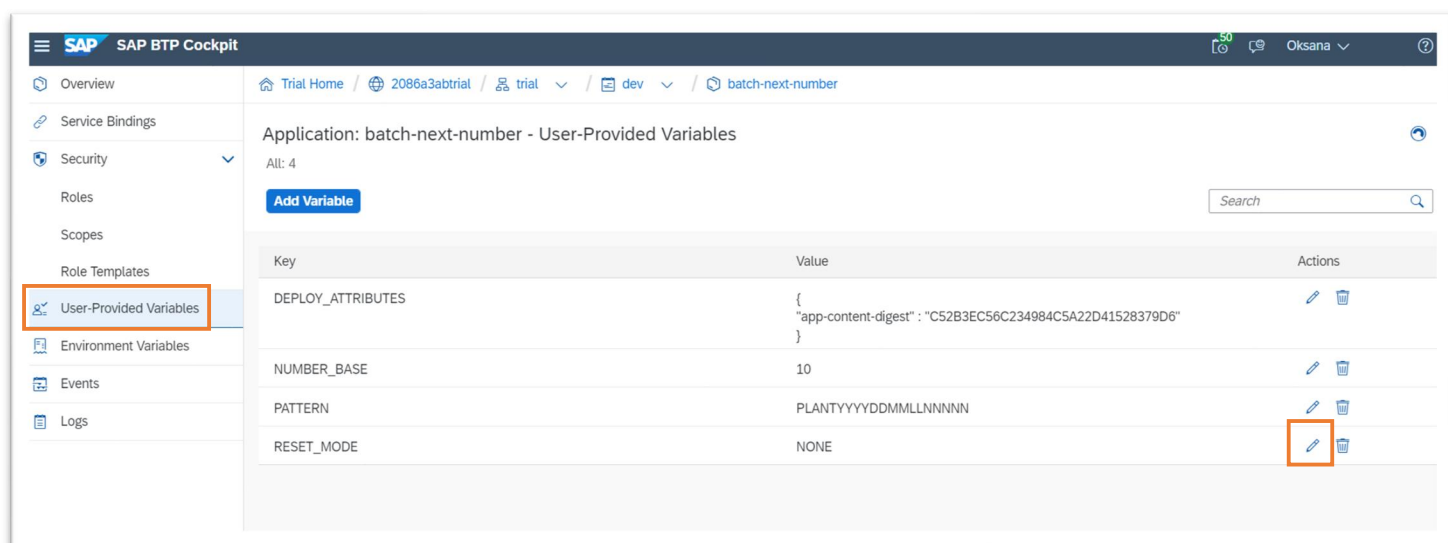 SAP SAP BTP Cockpit 50 Oksana
Overview
Service Bindings
Security
Roles
Scopes
Role Templates
User-Provided Variables
Environment Variables
Events
Logs
Trial Home / 2086a3abtrial / trial / dev / batch-next-number
Application: batch-next-number - User-Provided Variables
All: 4
Add Variable
Search
Key Value Actions
DEPLOY_ATTRIBUTES {
"app-content-digest" : "C52B3EC56C234984C5A22D41528379D6"
}
NUMBER_BASE 10
PATTERN PLANTYYYYDDMMLLNNNNN
RESET_MODE NONE